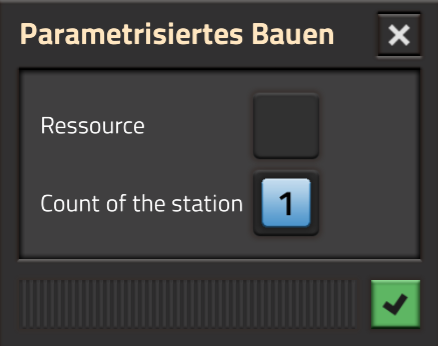 Parametrisiertes Bauen
Ressource
Count of the station 1